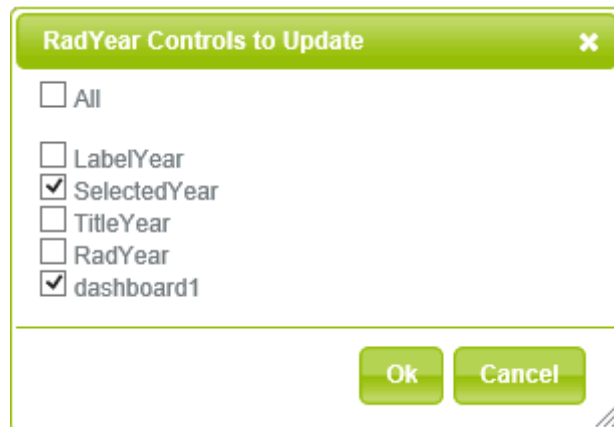 RadYear Controls to Update
All
LabelYear
SelectedYear
TitleYear
RadYear
dashboard1
Ok
Cancel